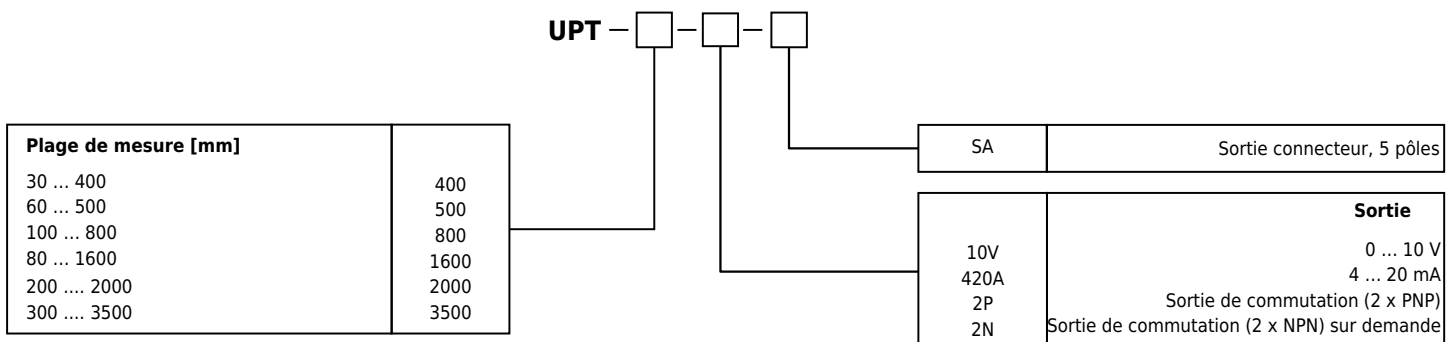 UPT – –  –
Plage de mesure [mm]
30 ... 400 400
60 ... 500 500
100 ... 800 800
80 ... 1600 1600
200 .... 2000 2000
300 .... 3500 3500
SA Sortie connecteur, 5 pôles
Sortie
10V 0 ... 10 V
420A 4 ... 20 mA
2P Sortie de commutation (2 x PNP)
2N Sortie de commutation (2 x NPN) sur demande